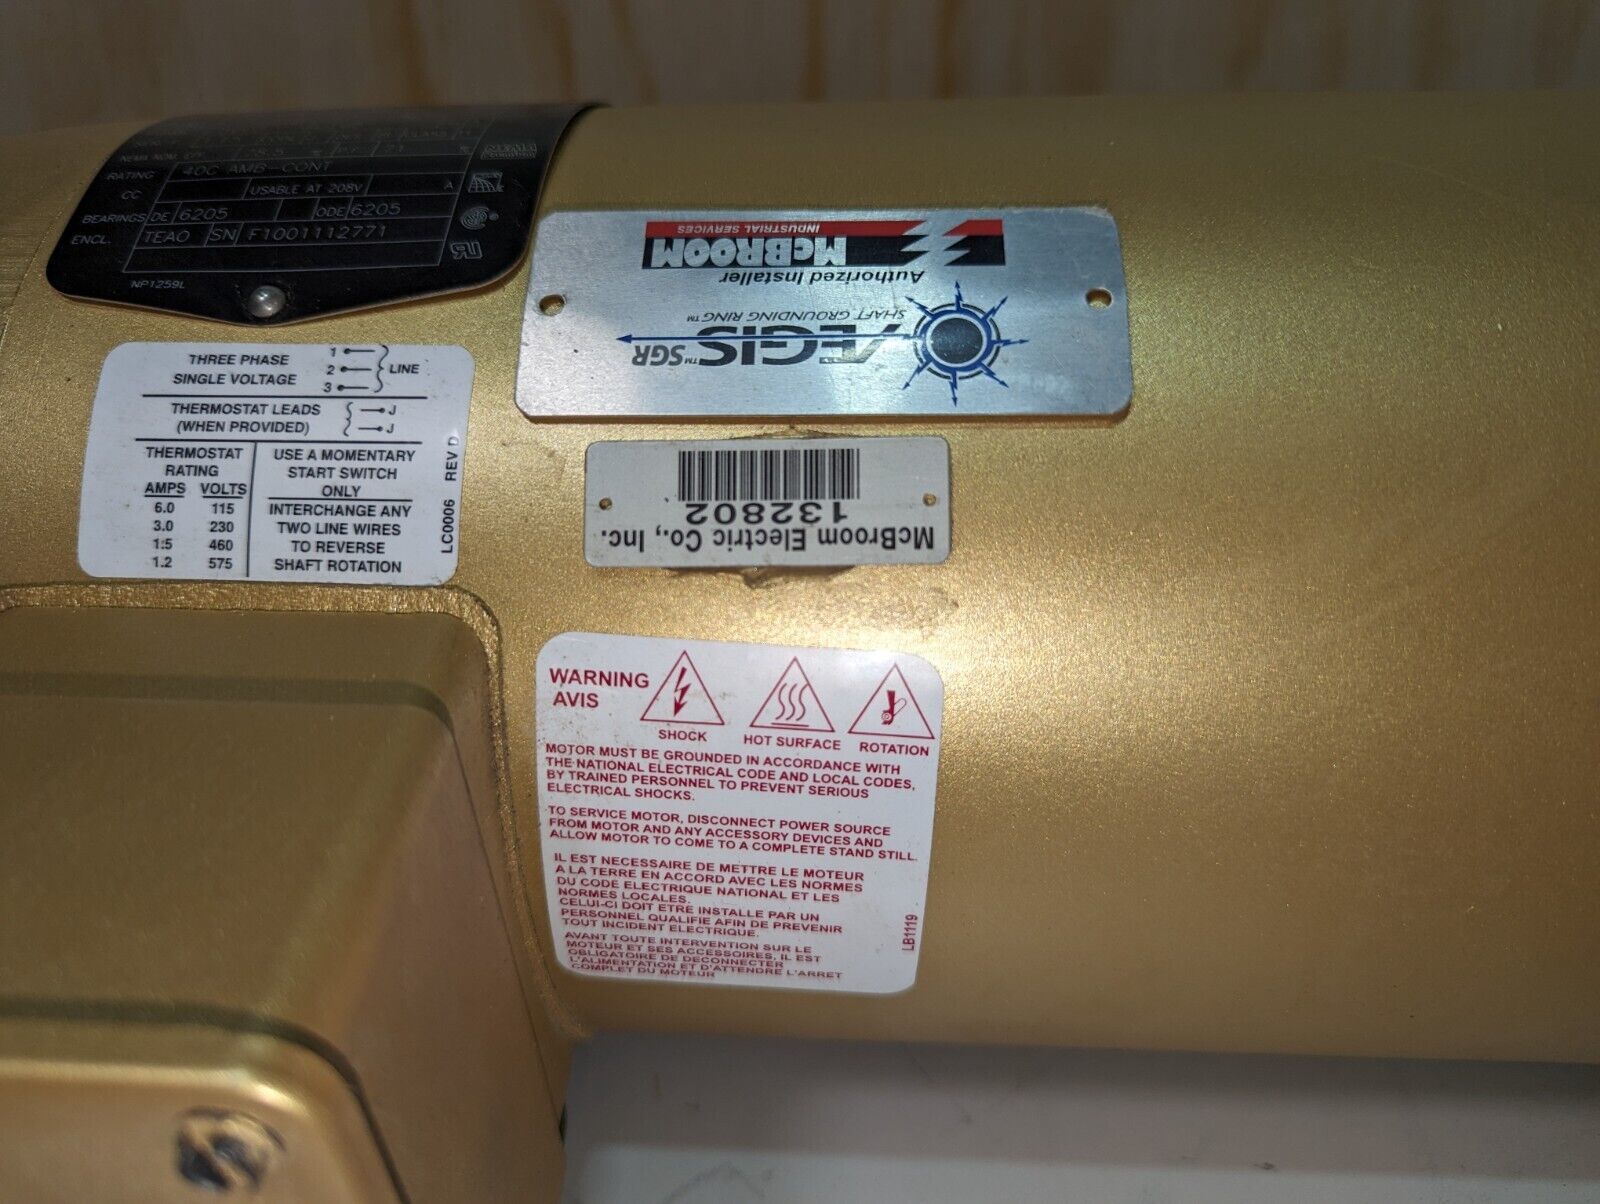 CLASS
NEMA NOM. EFF.
PF
21
%
NEMA
RATING 40C AMB-CONT
CC USABLE AT 208V A
BEARINGS DE 6205 ODE 6205
ENCL. TEAO SN F1001112771
NP1259L
McBROOM
INDUSTRIAL SERVICES
Authorized Installer
ÆGIS™ SGR
SHAFT GROUNDING RING™
McBroom Electric Co., Inc.
132802
THREE PHASE
SINGLE VOLTAGE
1
2
3
LINE
THERMOSTAT LEADS
(WHEN PROVIDED)
J
J
THERMOSTAT
RATING
AMPS VOLTS
6.0 115
3.0 230
1.5 460
1.2 575
USE A MOMENTARY
START SWITCH
ONLY
INTERCHANGE ANY
TWO LINE WIRES
TO REVERSE
SHAFT ROTATION
LC0006 REV D
WARNING
AVIS
SHOCK
HOT SURFACE
ROTATION
MOTOR MUST BE GROUNDED IN ACCORDANCE WITH
THE NATIONAL ELECTRICAL CODE AND LOCAL CODES,
BY TRAINED PERSONNEL TO PREVENT SERIOUS
ELECTRICAL SHOCKS.
TO SERVICE MOTOR, DISCONNECT POWER SOURCE
FROM MOTOR AND ANY ACCESSORY DEVICES AND
ALLOW MOTOR TO COME TO A COMPLETE STAND STILL.
IL EST NECESSAIRE DE METTRE LE MOTEUR
A LA TERRE EN ACCORD AVEC LES NORMES
DU CODE ELECTRIQUE NATIONAL ET LES
NORMES LOCALES.
CELUI-CI DOIT ETRE INSTALLE PAR UN
PERSONNEL QUALIFIE AFIN DE PREVENIR
TOUT INCIDENT ELECTRIQUE.
AVANT TOUTE INTERVENTION SUR LE
MOTEUR ET SES ACCESSOIRES, IL EST
OBLIGATOIRE DE DECONNECTER
L'ALIMENTATION ET D'ATTENDRE L'ARRET
COMPLET DU MOTEUR
LB1119